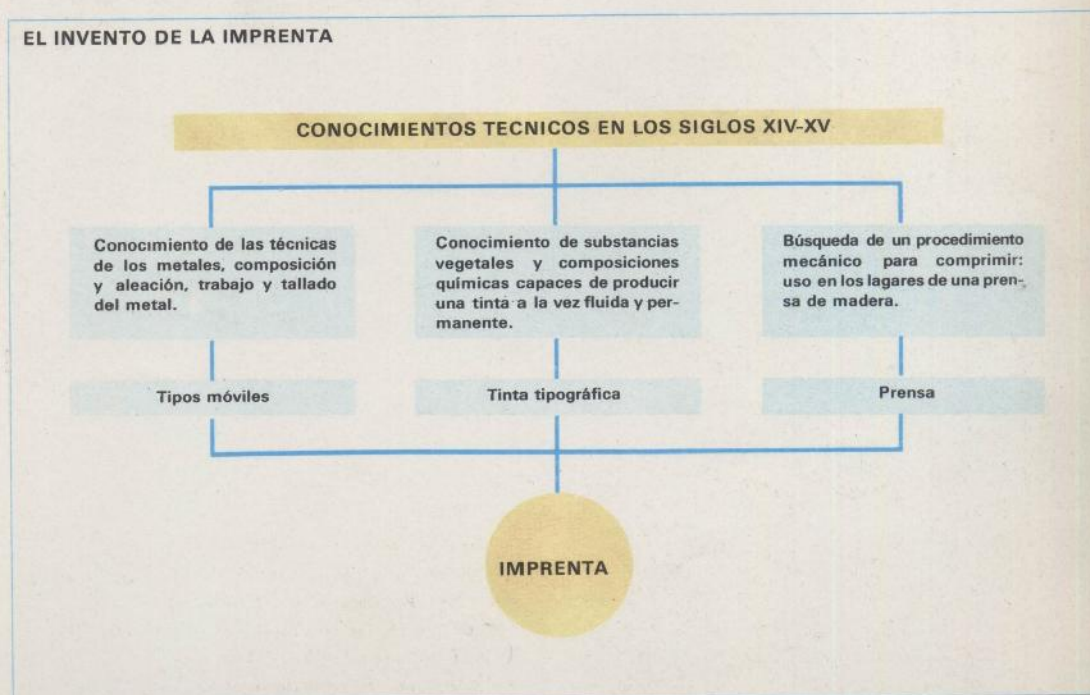 EL INVENTO DE LA IMPRENTA
CONOCIMIENTOS TECNICOS EN LOS SIGLOS XIV-XV
Conocimiento de las técnicas
de los metales, composición
y aleación, trabajo y tallado
del metal.
Conocimiento de substancias
vegetales y composiciones
químicas capaces de producir
una tinta a la vez fluida y per-
manente.
Búsqueda de un procedimiento
mecánico para comprimir:
uso en los lagares de una pren-
sa de madera.
Tipos móviles
Tinta tipográfica
Prensa
IMPRENTA